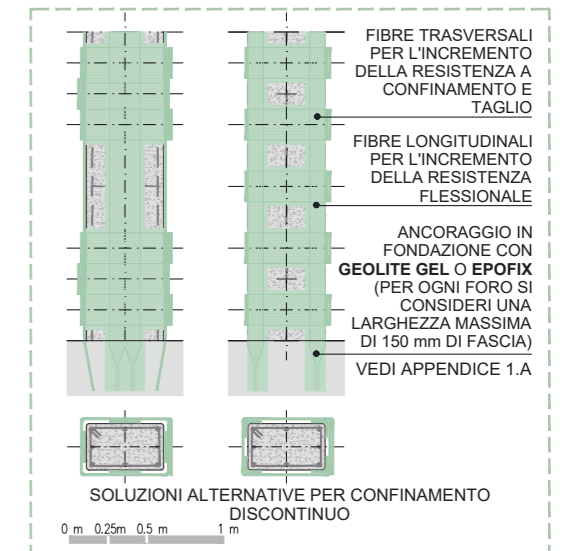 FIBRE TRASVERSALI
PER L'INCREMENTO
DELLA RESISTENZA A
CONFINAMENTO E
TAGLIO
FIBRE LONGITUDINALI
PER L'INCREMENTO
DELLA RESISTENZA
FLESSIONALE
ANCORAGGIO IN
FONDAZIONE CON
GEOLITE GEL O EPOFIX
(PER OGNI FORO SI
CONSIDERI UNA
LARGHEZZA MASSIMA
DI 150 mm DI FASCIA)
VEDI APPENDICE 1.A
SOLUZIONI ALTERNATIVE PER CONFINAMENTO
DISCONTINUO
0 m 0.25m 0.5 m 1 m